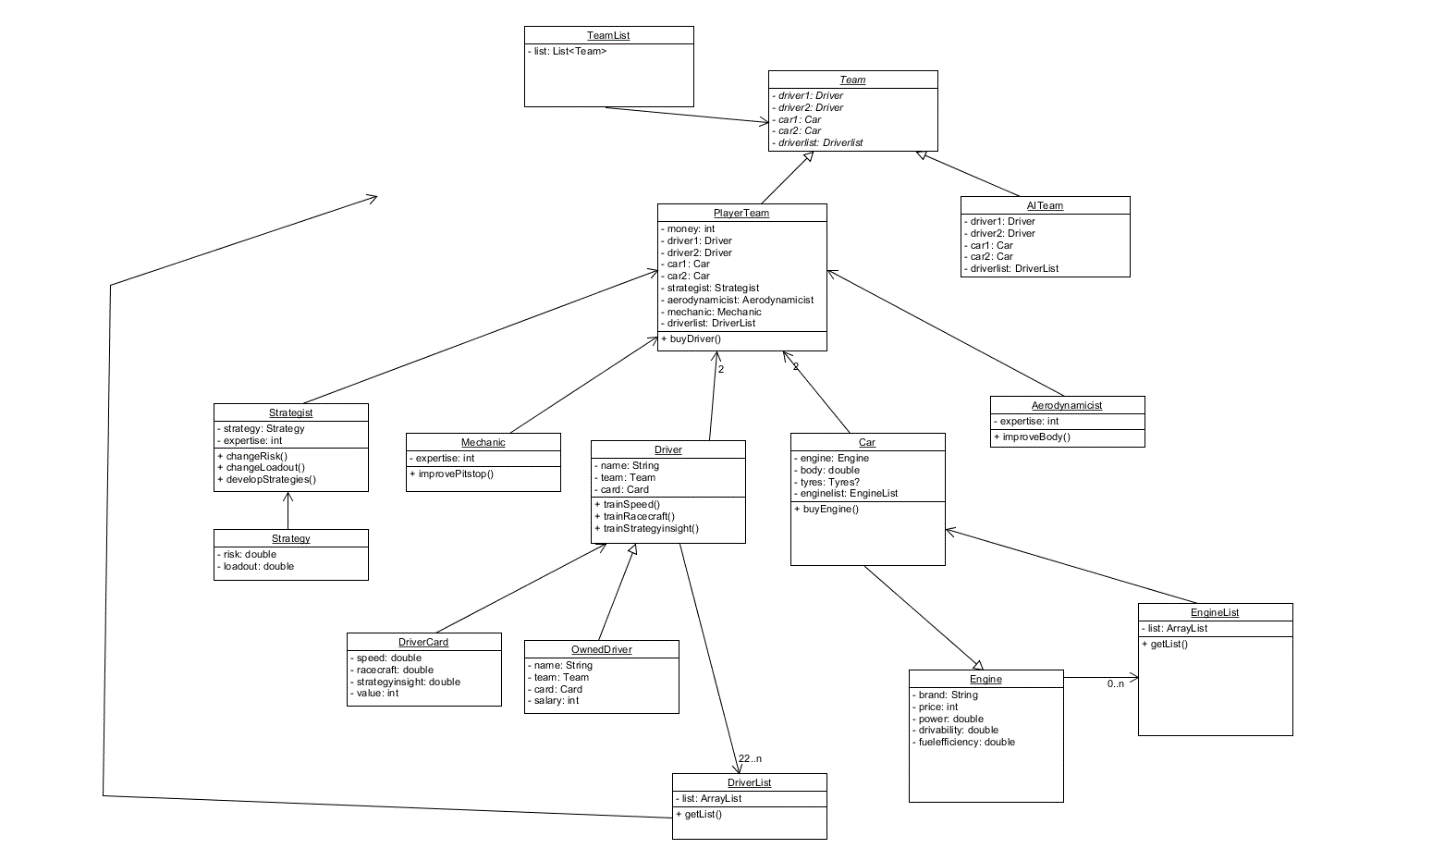 TeamList
- list: List<Team>
Team
- driver1: Driver
- driver2: Driver
- car1: Car
- car2: Car
- driverlist: Driverlist
PlayerTeam
- money: int
- driver1: Driver
- driver2: Driver
- car1: Car
- car2: Car
- strategist: Strategist
- aerodynamicist: Aerodynamicist
- mechanic: Mechanic
- driverlist: DriverList
+ buyDriver()
AITeam
- driver1: Driver
- driver2: Driver
- car1: Car
- car2: Car
- driverlist: DriverList
2
2
Strategist
- strategy: Strategy
- expertise: int
+ changeRisk()
+ changeLoadout()
+ developStrategies()
Mechanic
- expertise: int
+ improvePitstop()
Driver
- name: String
- team: Team
- card: Card
+ trainSpeed()
+ trainRacecraft()
+ trainStrategyinsight()
Car
- engine: Engine
- body: double
- tyres: Tyres?
- enginelist: EngineList
+ buyEngine()
Aerodynamicist
- expertise: int
+ improveBody()
Strategy
- risk: double
- loadout: double
DriverCard
- speed: double
- racecraft: double
- strategyinsight: double
- value: int
OwnedDriver
- name: String
- team: Team
- card: Card
- salary: int
Engine
- brand: String
- price: int
- power: double
- drivability: double
- fuelefficiency: double
0..n
EngineList
- list: ArrayList
+ getList()
22..n
DriverList
- list: ArrayList
+ getList()